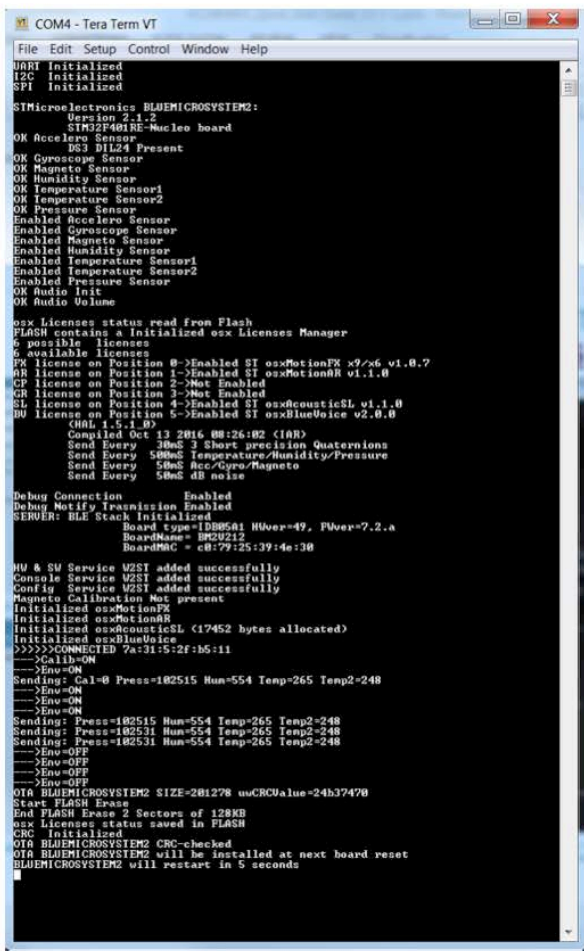 COM4 - Tera Term VT
File Edit Setup Control Window Help
UART Initialized
I2C  Initialized
SPI  Initialized
STMicroelectronics BLUEMICROSYSTEM2:
Version 2.1.2
STM32F401RE-Nucleo board
OK Accelero Sensor
DS3 DIL24 Present
OK Gyroscope Sensor
OK Magneto Sensor
OK Humidity Sensor
OK Temperature Sensor1
OK Temperature Sensor2
OK Pressure Sensor
Enabled Accelero Sensor
Enabled Gyroscope Sensor
Enabled Magneto Sensor
Enabled Humidity Sensor
Enabled Temperature Sensor1
Enabled Temperature Sensor2
Enabled Pressure Sensor
OK Audio Init
OK Audio Volume
osx Licenses status read from Flash
FLASH contains a Initialized osx Licenses Manager
6 possible  licenses
6 available licenses
FX license on Position 0->Enabled ST osxMotionFX x9/x6 v1.0.7
AR license on Position 1->Enabled ST osxMotionAR v1.1.0
CP license on Position 2->Not Enabled
GR license on Position 3->Not Enabled
SL license on Position 4->Enabled ST osxAcousticSL v1.1.0
BV license on Position 5->Enabled ST osxBlueVoice v2.0.0
(HAL 1.5.1_0)
Compiled Oct 13 2016 08:26:02 (IAR)
Send Every   30mS 3 Short precision Quaternions
Send Every  500mS Temperature/Humidity/Pressure
Send Every   50mS Acc/Gyro/Magneto
Send Every   50mS dB noise
Debug Connection         Enabled
Debug Notify Trasmission Enabled
SERVER: BLE Stack Initialized
Board type=IDB05A1 HWver=49, FWver=7.2.a
BoardName= BM2V212
BoardMAC = c0:79:25:39:4e:30
HW & SW Service W2ST added successfully
Console Service W2ST added successfully
Config  Service W2ST added successfully
Magneto Calibration Not present
Initialized osxMotionFX
Initialized osxMotionAR
Initialized osxAcousticSL (17452 bytes allocated)
Initialized osxBlueVoice
>>>>>>CONNECTED 7a:31:5:2f:b5:11
--->Calib=ON
--->Env=ON
Sending: Cal=0 Press=102515 Hum=554 Temp=265 Temp2=248
--->Env=ON
--->Env=ON
--->Env=ON
Sending: Press=102515 Hum=554 Temp=265 Temp2=248
Sending: Press=102531 Hum=554 Temp=265 Temp2=248
Sending: Press=102531 Hum=554 Temp=265 Temp2=248
--->Env=OFF
--->Env=OFF
--->Env=OFF
--->Env=OFF
OTA BLUEMICROSYSTEM2 SIZE=201278 uwCRCValue=24b37470
Start FLASH Erase
End FLASH Erase 2 Sectors of 128KB
osx Licenses status saved in FLASH
CRC  Initialized
OTA BLUEMICROSYSTEM2 CRC-checked
OTA BLUEMICROSYSTEM2 will be installed at next board reset
BLUEMICROSYSTEM2 will restart in 5 seconds